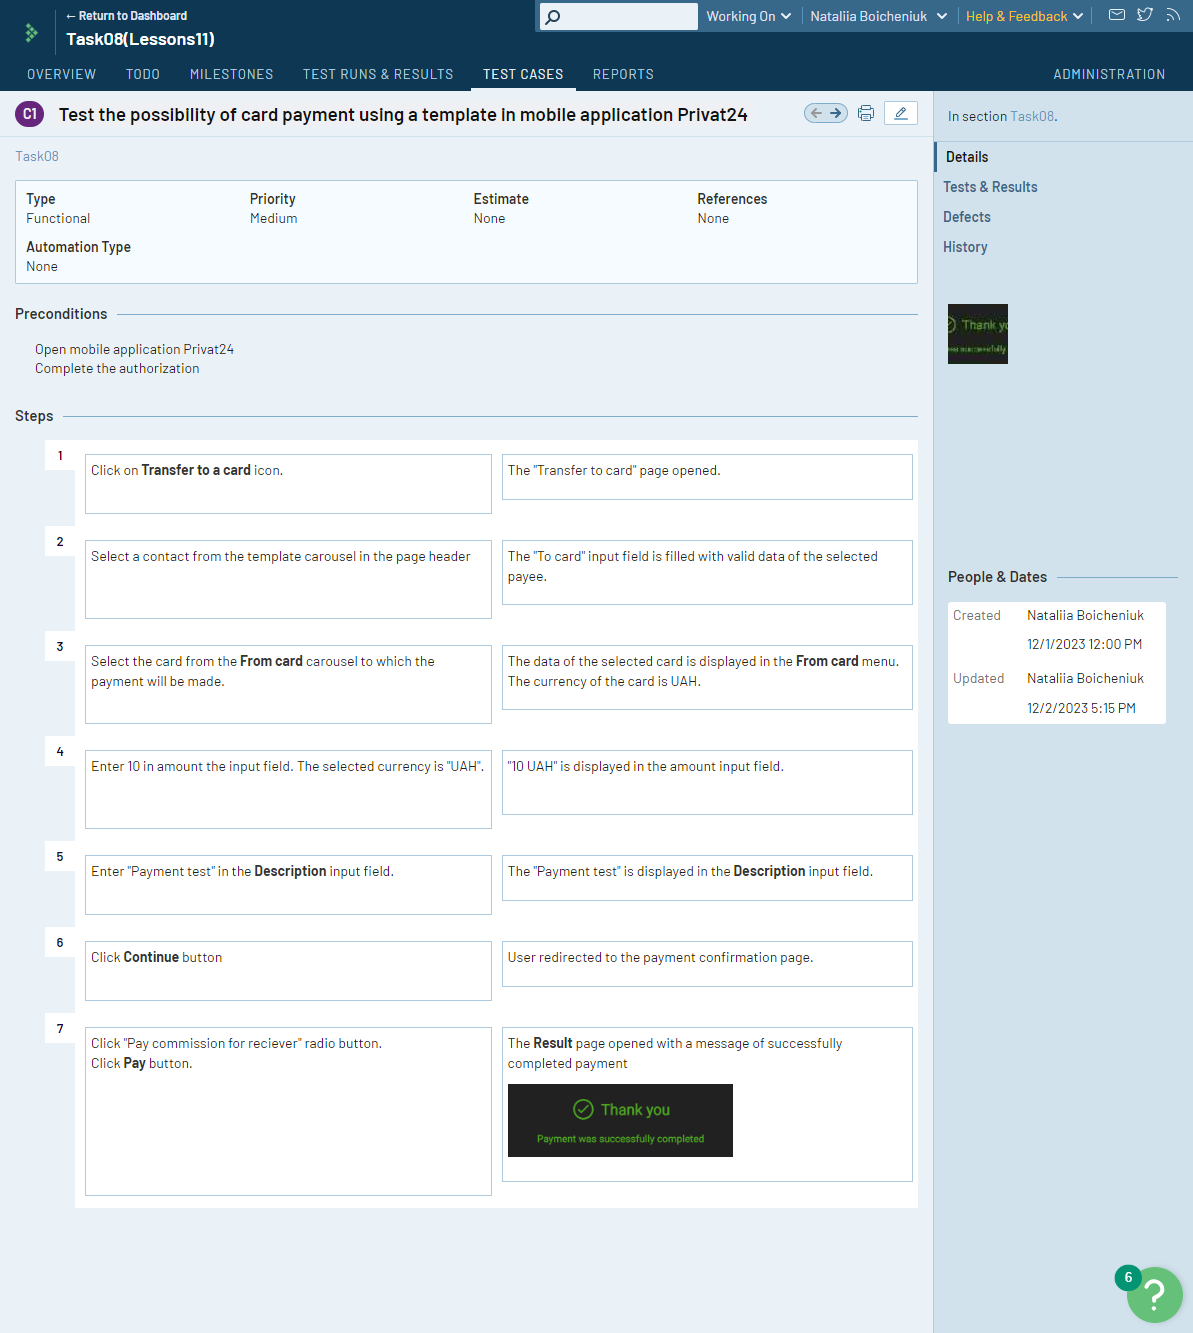 ← Return to Dashboard
Task08(Lessons11)
Working On
Nataliia Boicheniuk
Help & Feedback
OVERVIEW
TODO
MILESTONES
TEST RUNS & RESULTS
TEST CASES
REPORTS
ADMINISTRATION
C1
Test the possibility of card payment using a template in mobile application Privat24
Task08
Type
Functional
Priority
Medium
Estimate
None
References
None
Automation Type
None
Preconditions
Open mobile application Privat24
Complete the authorization
Steps
1
Click on Transfer to a card icon.
The "Transfer to card" page opened.
2
Select a contact from the template carousel in the page header
The "To card" input field is filled with valid data of the selected
payee.
3
Select the card from the From card carousel to which the
payment will be made.
The data of the selected card is displayed in the From card menu.
The currency of the card is UAH.
4
Enter 10 in amount the input field. The selected currency is "UAH".
"10 UAH" is displayed in the amount input field.
5
Enter "Payment test" in the Description input field.
The "Payment test" is displayed in the Description input field.
6
Click Continue button
User redirected to the payment confirmation page.
7
Click "Pay commission for reciever" radio button.
Click Pay button.
The Result page opened with a message of successfully
completed payment
Thank you
Payment was successfully completed
In section Task08.
Details
Tests & Results
Defects
History
Thank yo
was successfully
People & Dates
Created
Nataliia Boicheniuk
12/1/2023 12:00 PM
Updated
Nataliia Boicheniuk
12/2/2023 5:15 PM
6
?